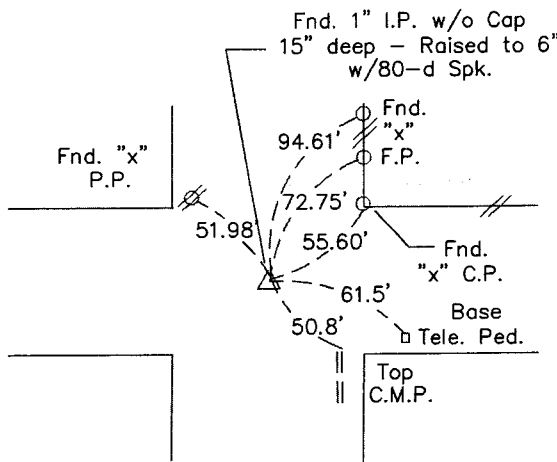 Fnd. 1" I.P. w/o Cap
15" deep – Raised to 6"
w/80-d Spk.
Fnd. "x"
P.P.
94.61'
Fnd.
"x"
F.P.
72.75'
51.98'
55.60'
Fnd.
"x" C.P.
61.5'
50.8'
Base
Tele. Ped.
Top
C.M.P.